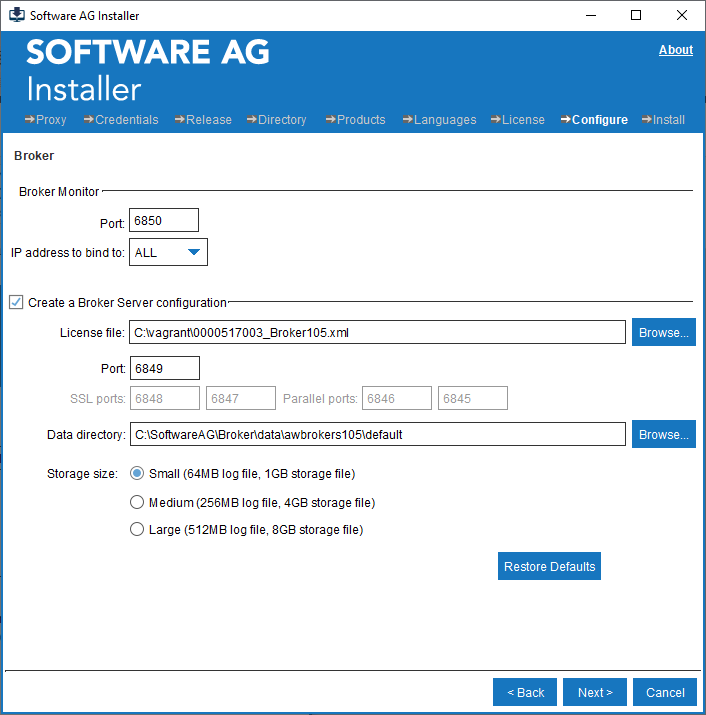 Software AG Installer
SOFTWARE AG
About
Installer
Proxy Credentials Release Directory Products Languages License Configure Install
Broker
Broker Monitor
Port: 6850
IP address to bind to: ALL
Create a Broker Server configuration
License file: C:\vagrant\0000517003_Broker105.xml Browse...
Port: 6849
SSL ports: 6848 6847 Parallel ports: 6846 6845
Data directory: C:\SoftwareAG\Broker\data\awbrokers105\default Browse...
Storage size: Small (64MB log file, 1GB storage file)
Medium (256MB log file, 4GB storage file)
Large (512MB log file, 8GB storage file)
Restore Defaults
< Back Next > Cancel